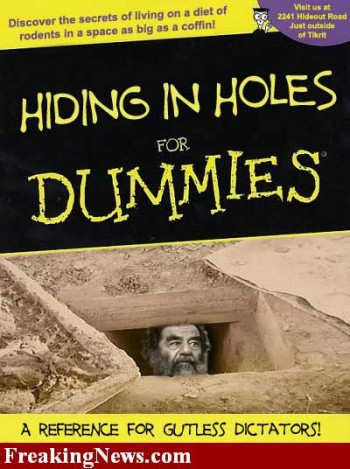 Discover the secrets of living on a diet of
rodents in a space as big as a coffin!
Visit us at
2241 Hideout Road
Just outside
of Tikrit
HIDING IN HOLES
FOR
DUMMIES®
A REFERENCE FOR GUTLESS DICTATORS!
FreakingNews.com